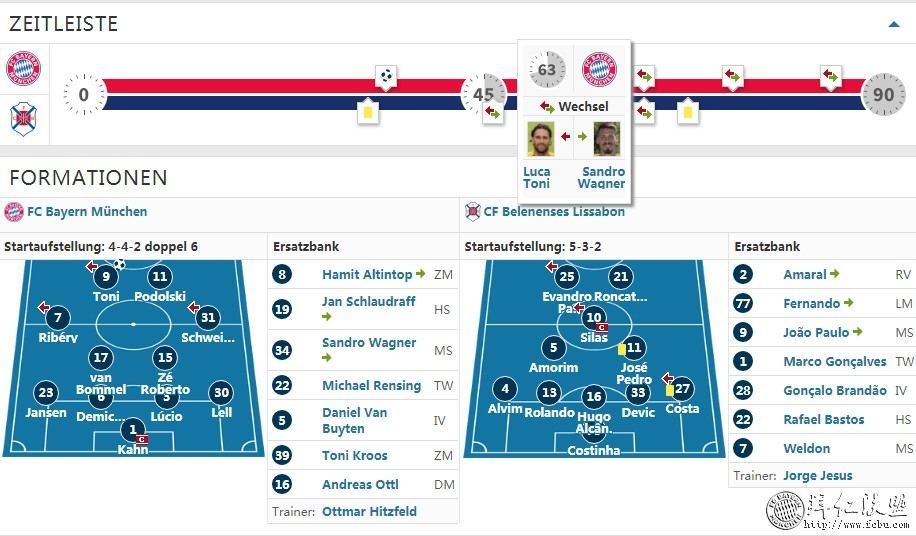 ZEITLEISTE
0
45
90
63
Wechsel
Luca Toni
Sandro Wagner
FORMATIONEN
FC Bayern München
CF Belenenses Lissabon
Startaufstellung: 4-4-2 doppel 6
9
Toni
11
Podolski
7
Ribéry
31
Schwei...
17
van
Bommel
15
Zé
Roberto
23
Jansen
6
Demic...
3
Lúcio
30
Lell
1
C
Kahn
Ersatzbank
8 Hamit Altintop ZM
19 Jan Schlaudraff HS
34 Sandro Wagner MS
22 Michael Rensing TW
5 Daniel Van
Buyten IV
39 Toni Kroos ZM
16 Andreas Ottl DM
Trainer: Ottmar Hitzfeld
Startaufstellung: 5-3-2
25
Evandro
21
Roncat...
10
C
Silas
5
Amorim
11
José
Pedro
4
Alvim
13
Rolando
16
Hugo
Alcân...
33
Devic
27
Costa
Costinha
Ersatzbank
2 Amaral RV
77 Fernando LM
9 João Paulo MS
1 Marco Gonçalves TW
28 Gonçalo Brandão IV
22 Rafael Bastos HS
7 Weldon MS
Trainer: Jorge Jesus
拜仁联盟
http://www.fcbu.com